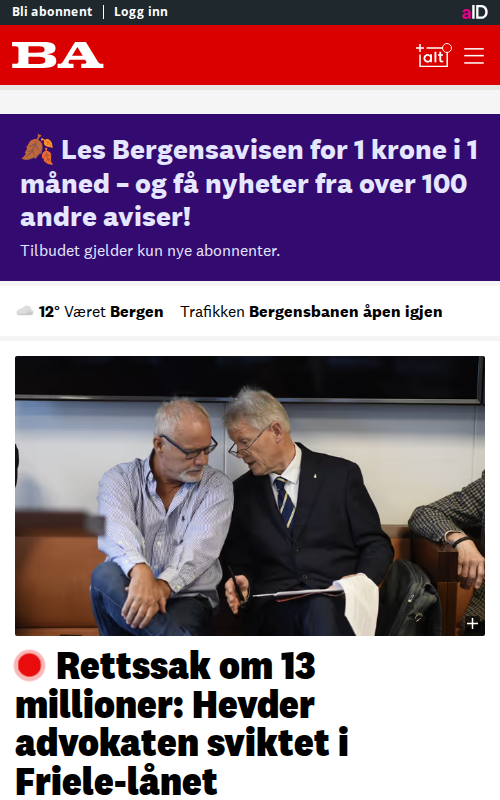 Bli abonnent | Logg inn aID
BA +alt
Les Bergensavisen for 1 krone i 1
måned – og få nyheter fra over 100
andre aviser!
Tilbudet gjelder kun nye abonnenter.
12° Været Bergen Trafikken Bergensbanen åpen igjen
Rettssak om 13
millioner: Hevder
advokaten sviktet i
Friele-lånet